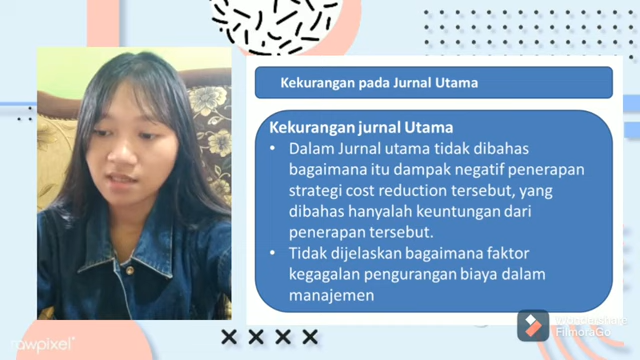 Kekurangan pada Jurnal Utama
Kekurangan jurnal Utama
• Dalam Jurnal utama tidak dibahas
bagaimana itu dampak negatif penerapan
strategi cost reduction tersebut, yang
dibahas hanyalah keuntungan dari
penerapan tersebut.
• Tidak dijelaskan bagaimana faktor
kegagalan pengurangan biaya dalam
manajemen
FilmoraGo
rawpixel